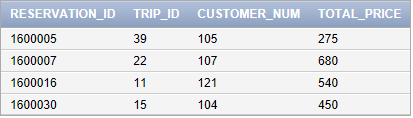 RESERVATION_ID TRIP_ID CUSTOMER_NUM TOTAL_PRICE
1600005 39 105 275
1600007 22 107 680
1600016 11 121 540
1600030 15 104 450